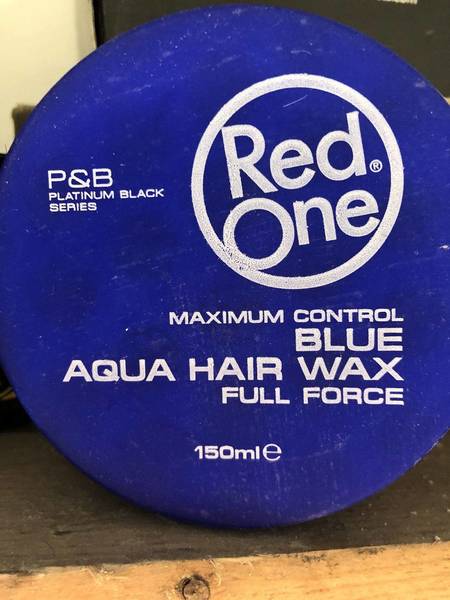 P&B
PLATINUM BLACK
SERIES
Red®
One
MAXIMUM CONTROL
BLUE
AQUA HAIR WAX
FULL FORCE
150ml℮